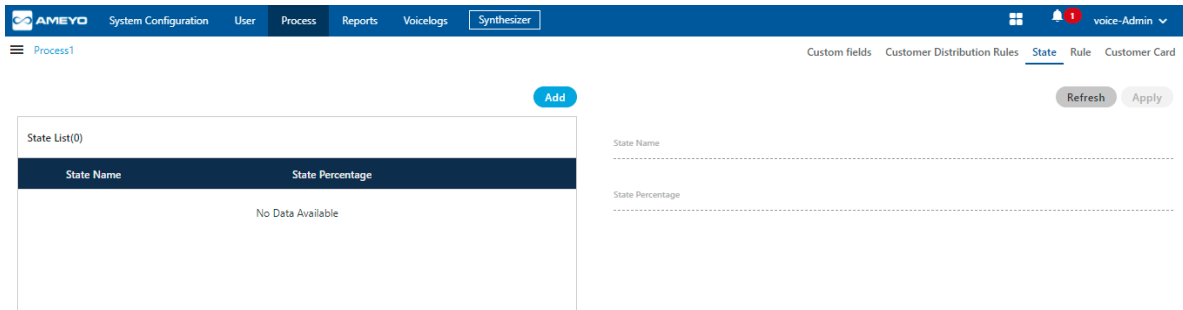 AMEYO System Configuration User Process Reports Voicelogs Synthesizer 1 voice-Admin
Process1 Custom fields Customer Distribution Rules State Rule Customer Card
Add Refresh Apply
State List(0)
State Name
State Name State Percentage
State Percentage
No Data Available